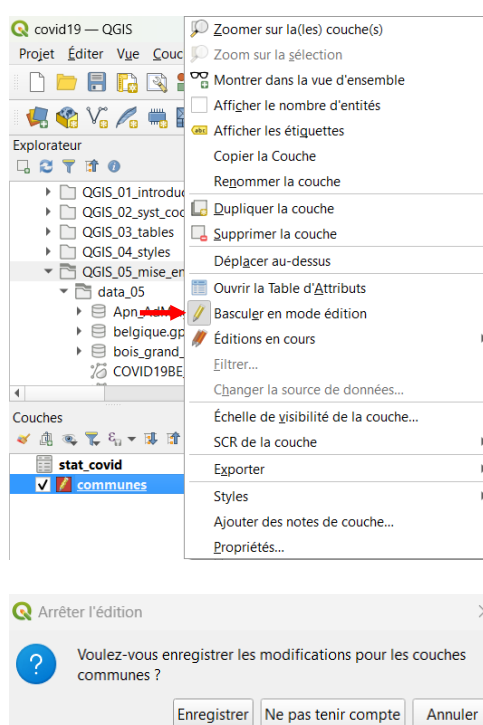 covid19 — QGIS
Projet Éditer Vue Couc
Explorateur
QGIS_01_introduc
QGIS_02_syst_coo
QGIS_03_tables
QGIS_04_styles
QGIS_05_mise_en
data_05
belgique.gp
bois_grand_
COVID19BE_
Couches
stat_covid
communes
Zoomer sur la(les) couche(s)
Zoom sur la sélection
Montrer dans la vue d'ensemble
Afficher le nombre d'entités
abc Afficher les étiquettes
Copier la Couche
Renommer la couche
Dupliquer la couche
Supprimer la couche
Déplacer au-dessus
Ouvrir la Table d'Attributs
Basculer en mode édition
Éditions en cours
Filtrer...
Changer la source de données...
Échelle de visibilité de la couche...
SCR de la couche
Exporter
Styles
Ajouter des notes de couche...
Propriétés...
Arrêter l'édition
Voulez-vous enregistrer les modifications pour les couches
communes ?
Enregistrer Ne pas tenir compte Annuler